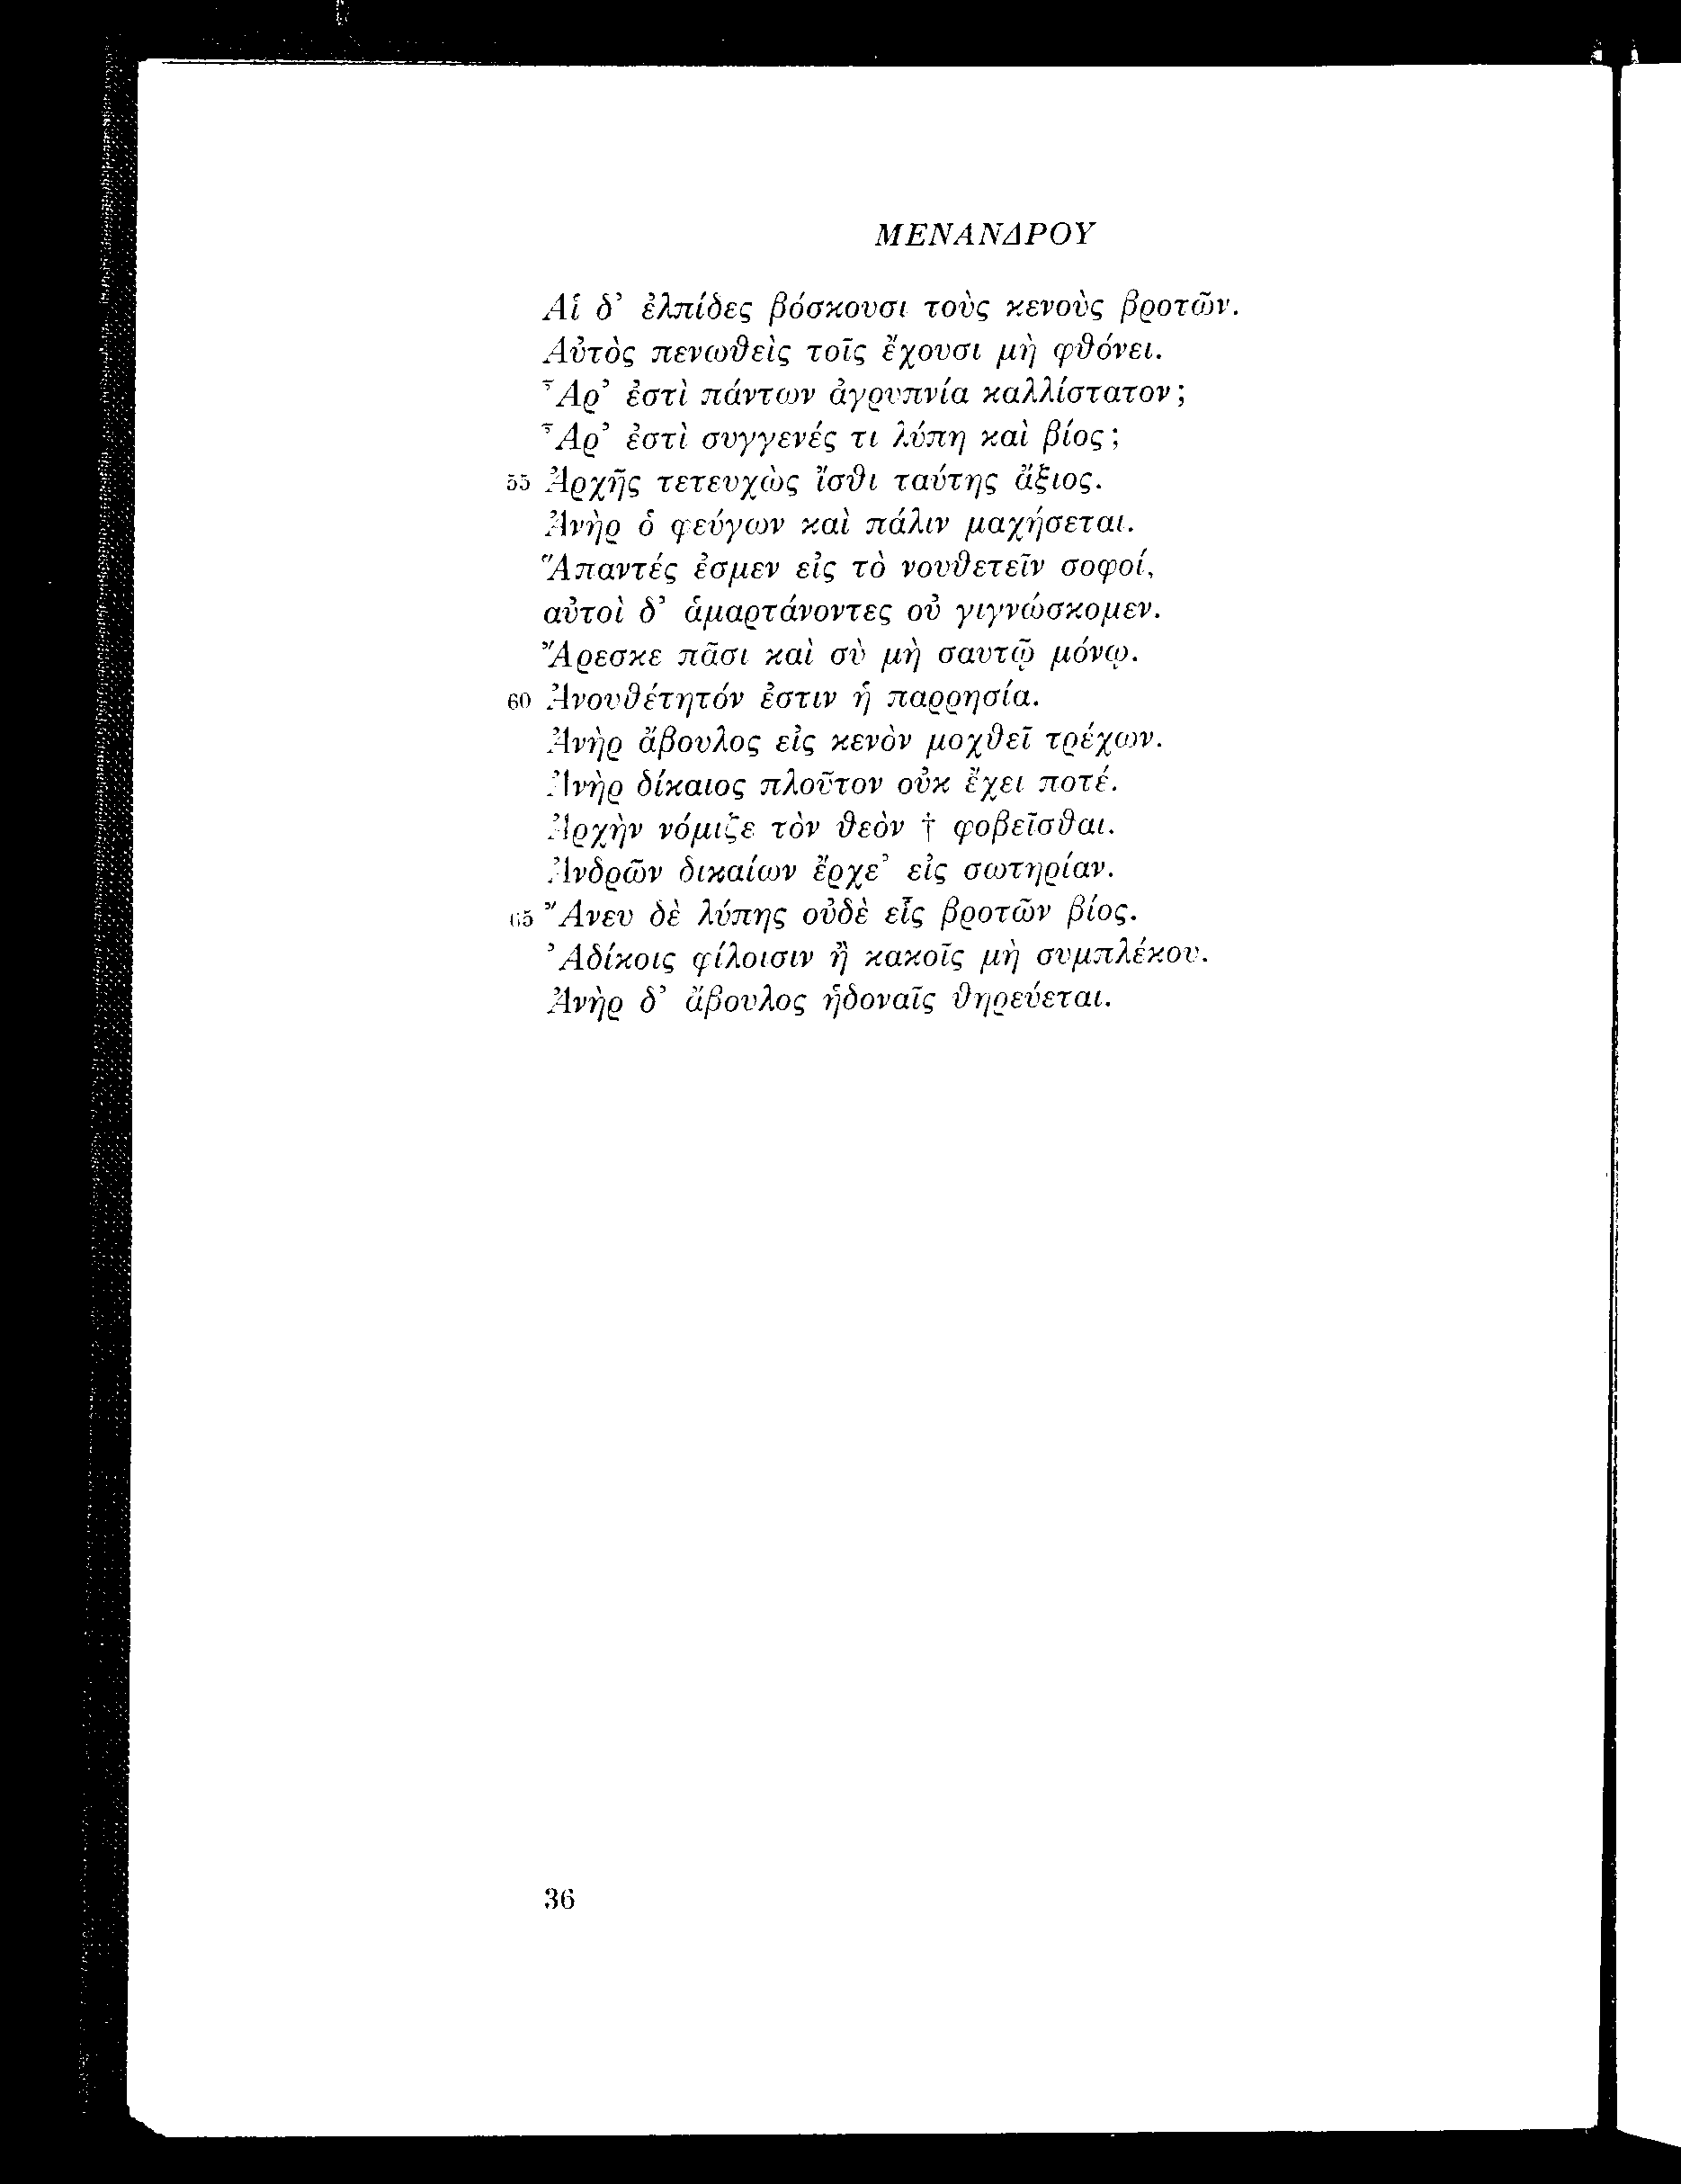 ΜΕΝΑΝΔΡΟΥ
Αἱ δ’ ἐλπίδες βόσκουσι τοὺς κενοὺς βροτῶν.
Αὐτὸς πενωθεὶς τοῖς ἔχουσι μὴ φθόνει.
Ἆρ’ ἐστὶ πάντων ἀγρυπνία καλλίστατον;
Ἆρ’ ἐστὶ συγγενές τι λύπη καὶ βίος;
55 Ἀρχῆς τετευχὼς ἴσθι ταύτης ἄξιος.
Ἀνὴρ ὁ φεύγων καὶ πάλιν μαχήσεται.
Ἅπαντές ἐσμεν εἰς τὸ νουθετεῖν σοφοί,
αὐτοὶ δ’ ἁμαρτάνοντες οὐ γιγνώσκομεν.
Ἄρεσκε πᾶσι καὶ σὺ μὴ σαυτῷ μόνῳ.
60 Ἀνουθέτητόν ἐστιν ἡ παρρησία.
Ἀνὴρ ἄβουλος εἰς κενὸν μοχθεῖ τρέχων.
Ἀνὴρ δίκαιος πλοῦτον οὐκ ἔχει ποτέ.
Ἀρχὴν νόμιζε τὸν θεὸν † φοβεῖσθαι.
Ἀνδρῶν δικαίων ἔρχε’ εἰς σωτηρίαν.
65 Ἄνευ δὲ λύπης οὐδὲ εἷς βροτῶν βίος.
Ἀδίκοις φίλοισιν ἢ κακοῖς μὴ συμπλέκου.
Ἀνὴρ δ’ ἄβουλος ἡδοναῖς θηρεύεται.
36